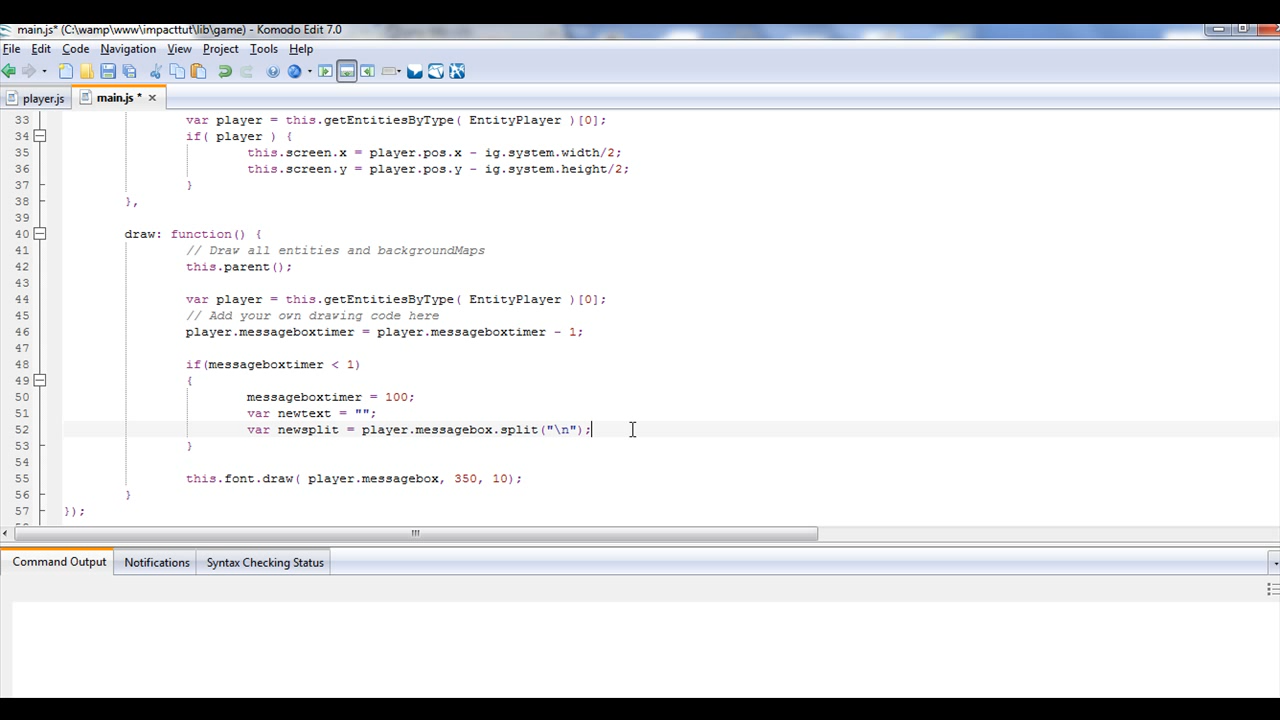 main.js* (C:\wamp\www\impacttut\lib\game) - Komodo Edit 7.0
File Edit Code Navigation View Project Tools Help
player.js main.js *
33 var player = this.getEntitiesByType( EntityPlayer )[0];
34 if( player ) {
35 this.screen.x = player.pos.x - ig.system.width/2;
36 this.screen.y = player.pos.y - ig.system.height/2;
37 }
38 },
39
40 draw: function() {
41 // Draw all entities and backgroundMaps
42 this.parent();
43
44 var player = this.getEntitiesByType( EntityPlayer )[0];
45 // Add your own drawing code here
46 player.messageboxtimer = player.messageboxtimer - 1;
47
48 if(messageboxtimer < 1)
49 {
50 messageboxtimer = 100;
51 var newtext = "";
52 var newsplit = player.messagebox.split("\n");
53 }
54
55 this.font.draw( player.messagebox, 350, 10);
56 }
57 });
Command Output Notifications Syntax Checking Status